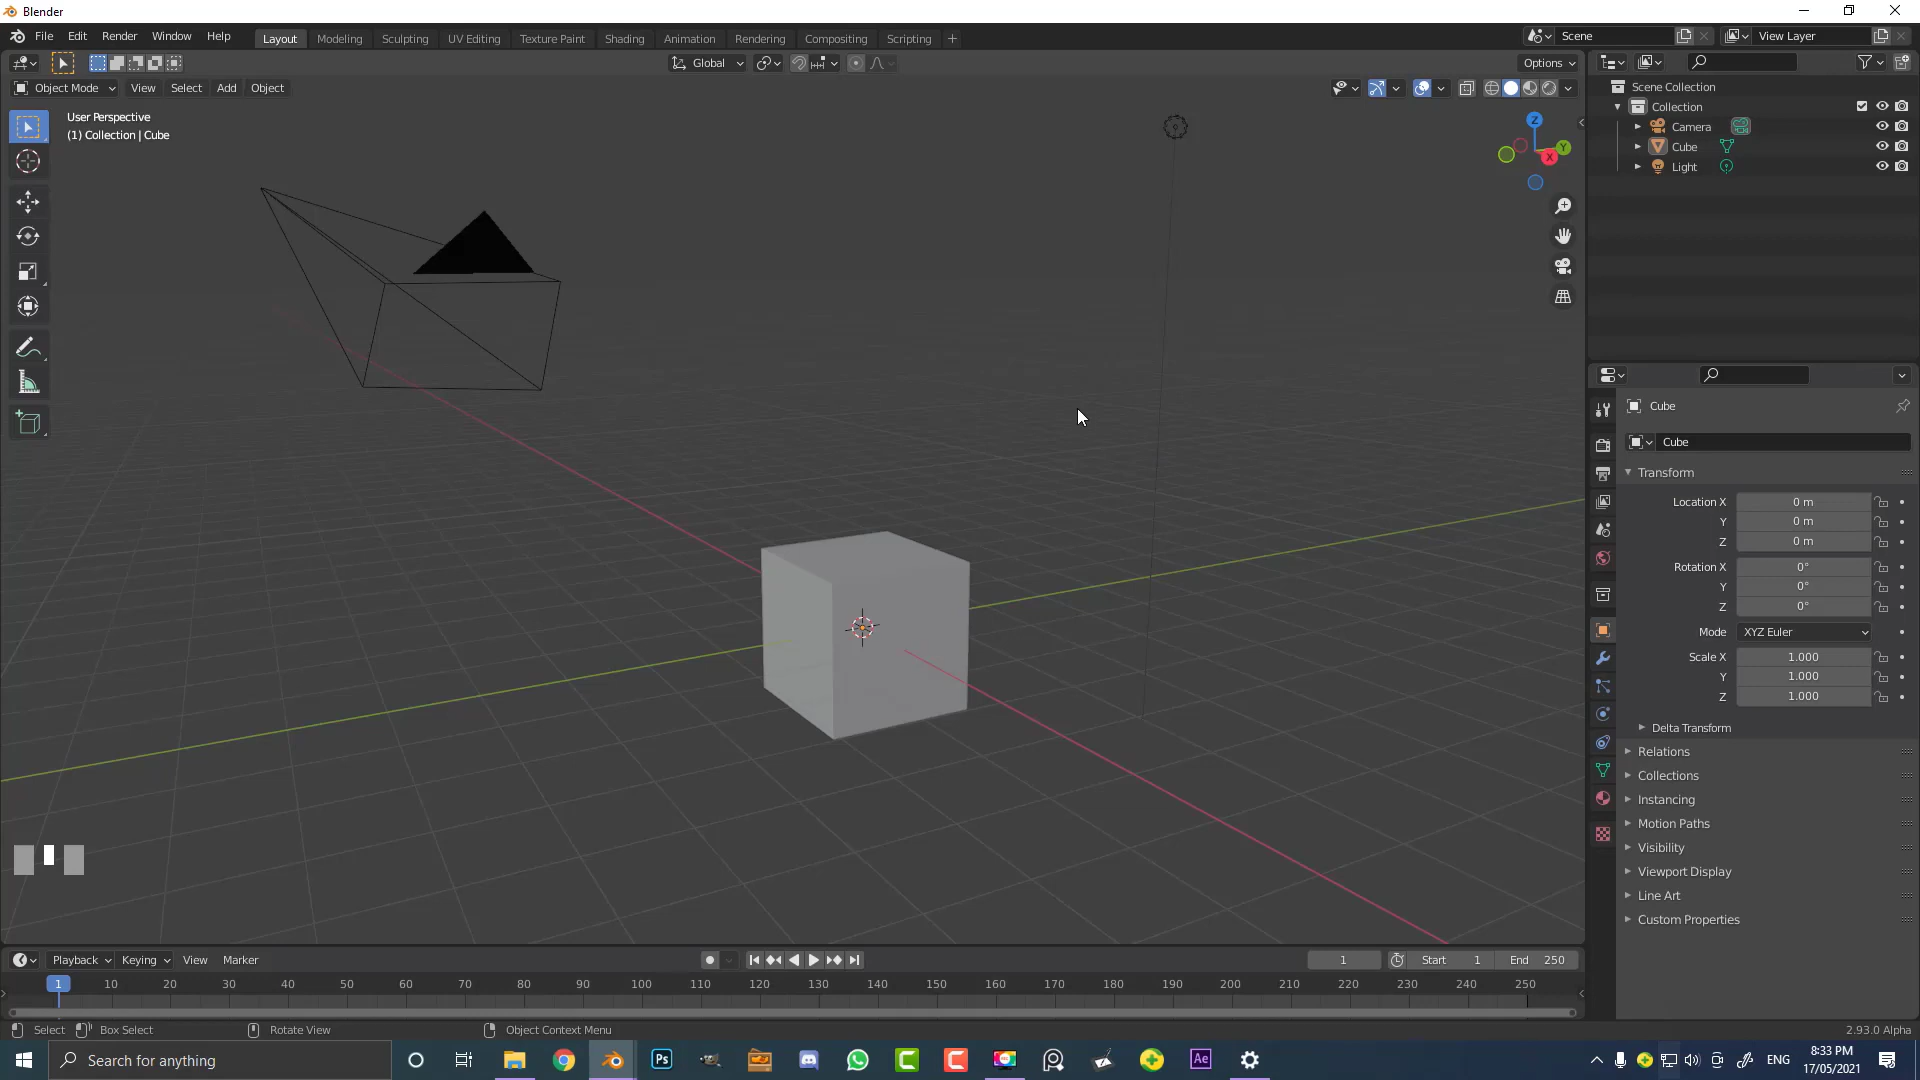 Blender
File Edit Render Window Help Layout Modeling Sculpting UV Editing Texture Paint Shading Animation Rendering Compositing Scripting Scene View Layer
Global Options
Object Mode View Select Add Object
User Perspective
(1) Collection | Cube
Z
Y
X
Scene Collection
Collection
Camera
Cube
Light
Cube
Cube
Transform
Location X 0 m
Y 0 m
Z 0 m
Rotation X 0°
Y 0°
Z 0°
Mode XYZ Euler
Scale X 1.000
Y 1.000
Z 1.000
Delta Transform
Relations
Collections
Instancing
Motion Paths
Visibility
Viewport Display
Line Art
Custom Properties
Playback Keying View Marker 1 Start 1 End 250
1 10 20 30 40 50 60 70 80 90 100 110 120 130 140 150 160 170 180 190 200 210 220 230 240 250
Select Box Select Rotate View Object Context Menu 2.93.0 Alpha
Search for anything
Ps
Ae
ENG
8:33 PM
17/05/2021